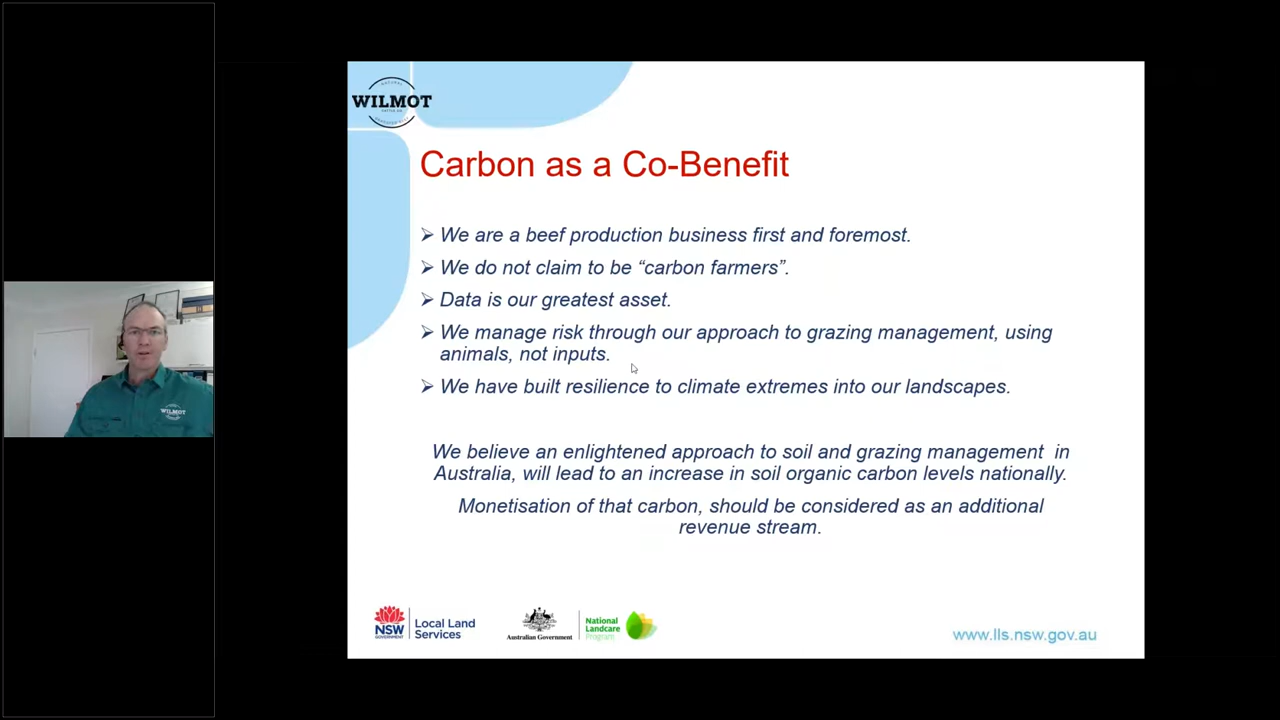 WILMOT
Carbon as a Co-Benefit
We are a beef production business first and foremost.
We do not claim to be “carbon farmers”.
Data is our greatest asset.
We manage risk through our approach to grazing management, using
animals, not inputs.
We have built resilience to climate extremes into our landscapes.
We believe an enlightened approach to soil and grazing management in
Australia, will lead to an increase in soil organic carbon levels nationally.
Monetisation of that carbon, should be considered as an additional
revenue stream.
WILMOT
NSW
GOVERNMENT
Local Land
Services
Australian Government
National
Landcare
Program
www.lls.nsw.gov.au